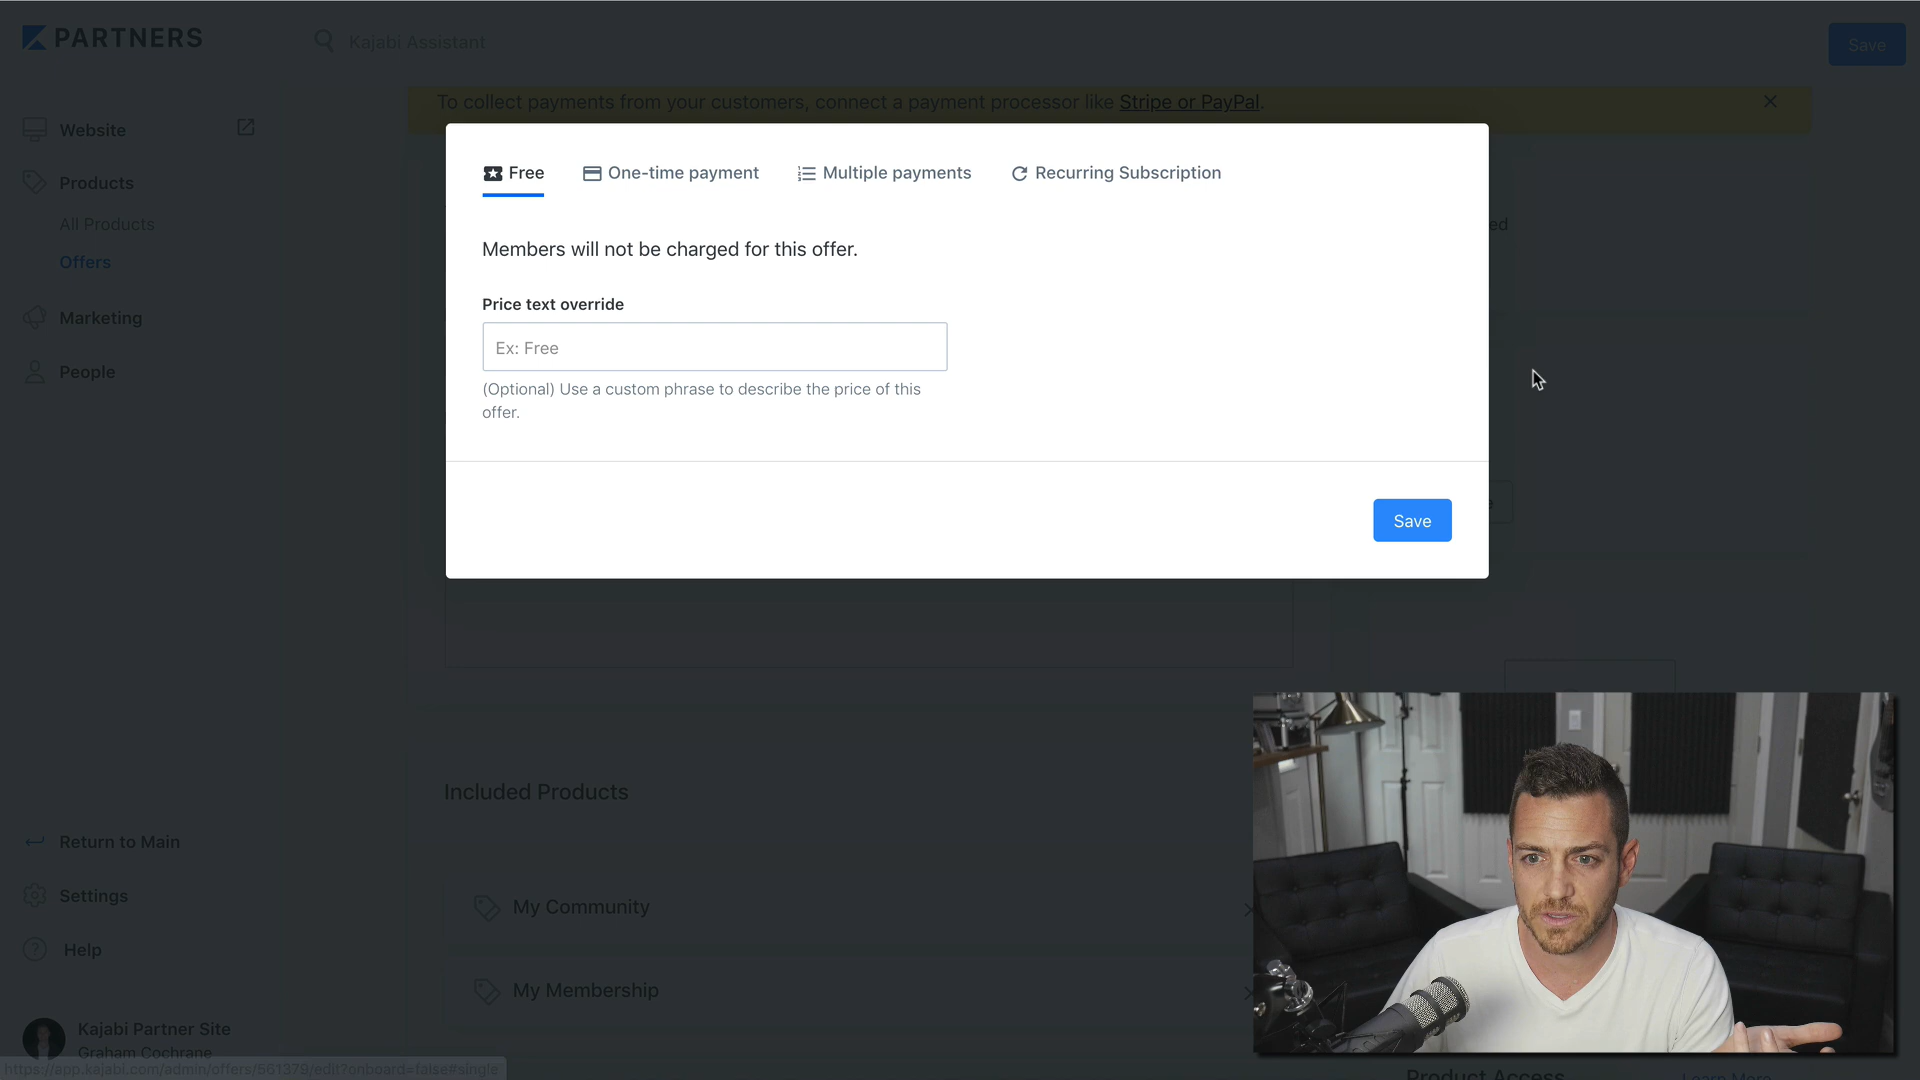 PARTNERS
Kajabi Assistant
Save
To collect payments from your customers, connect a payment processor like Stripe or PayPal.
Website
Products
All Products
Offers
Marketing
People
Free
One-time payment
Multiple payments
Recurring Subscription
Members will not be charged for this offer.
Price text override
Ex: Free
(Optional) Use a custom phrase to describe the price of this
offer.
Save
ed
Included Products
My Community
My Membership
Return to Main
Settings
Help
Kajabi Partner Site
Graham Cochrane
https://app.kajabi.com/admin/offers/561379/edit?onboard=false#single
Product Access
Learn More